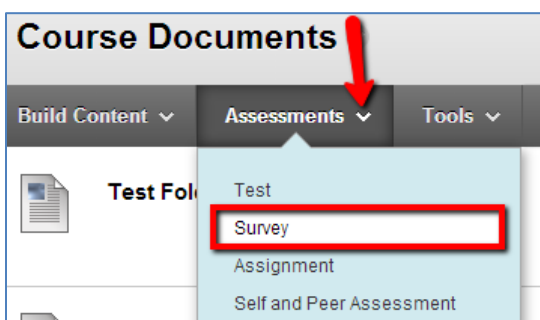 Course Documents
Build Content Assessments Tools
Test
Test Fol
Survey
Assignment
Self and Peer Assessment